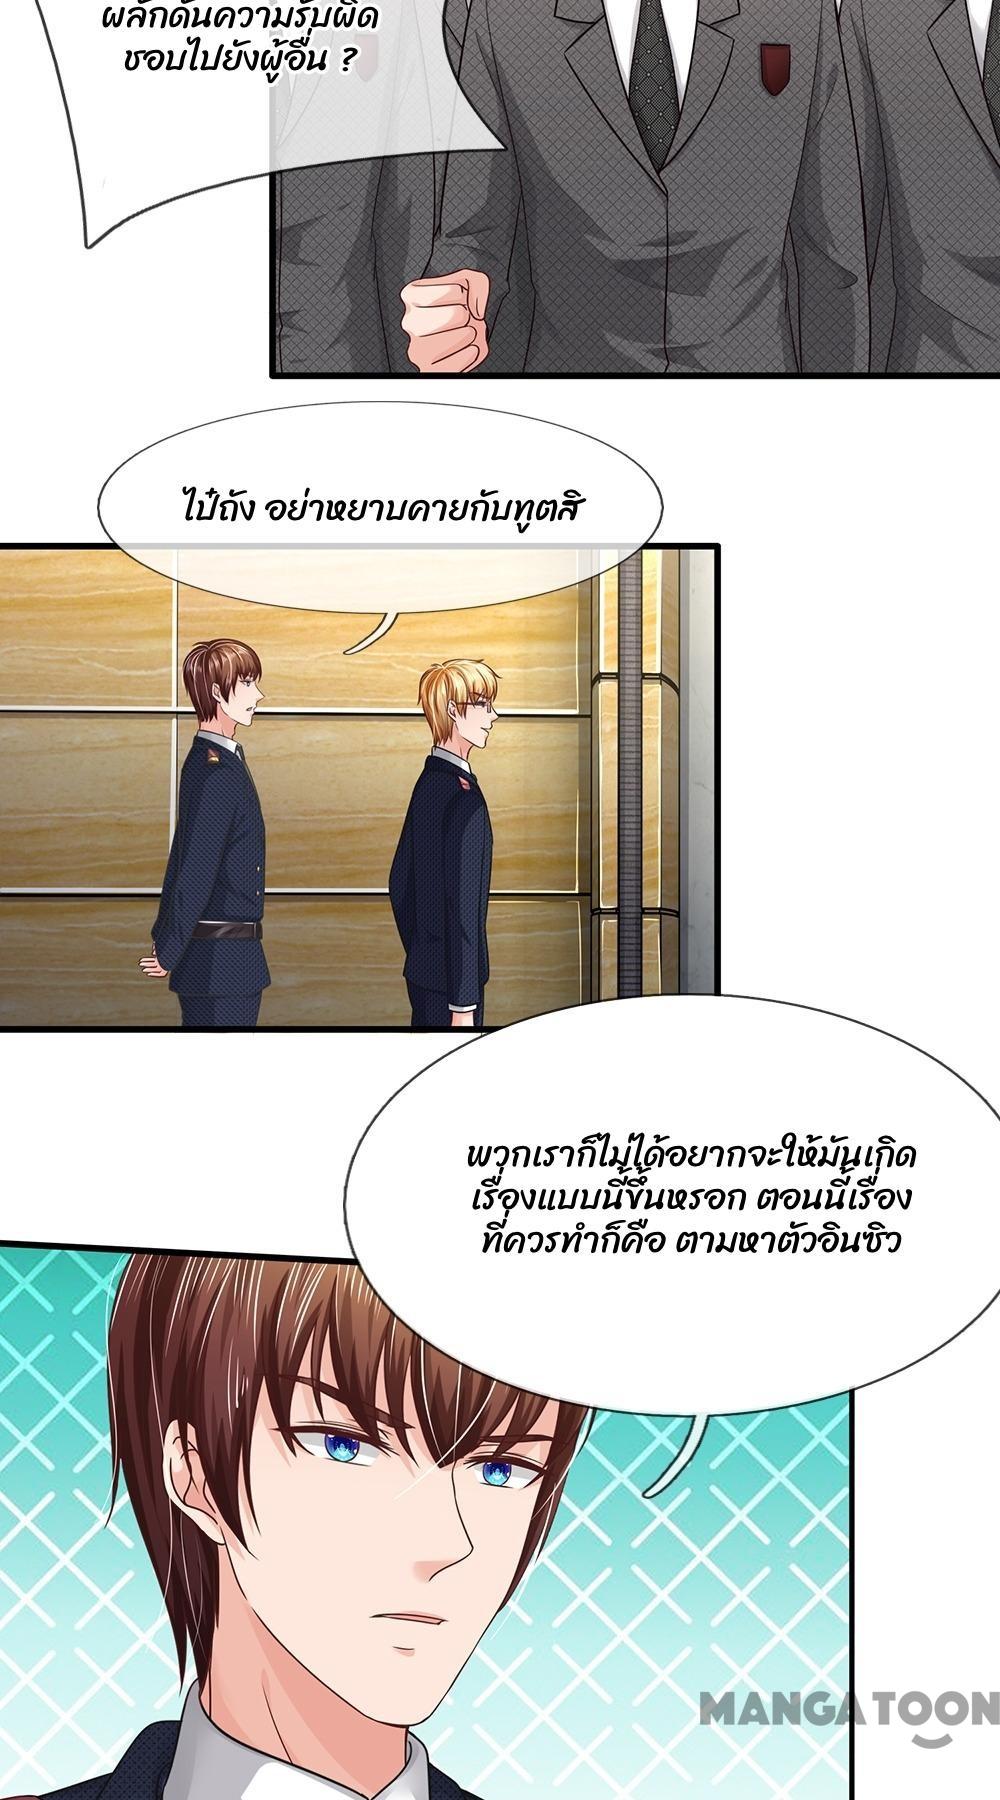 ผลักดันความรับผิด
ชอบไปยังผู้อื่น ?
ไป๋ถัง อย่าหยาบคายกับทูตสิ
พวกเราก็ไม่ได้อยากจะให้มันเกิด
เรื่องแบบนี้ขึ้นหรอก ตอนนี้เรื่อง
ที่ควรทำก็คือ ตามหาตัวอินซิว
MANGATOON